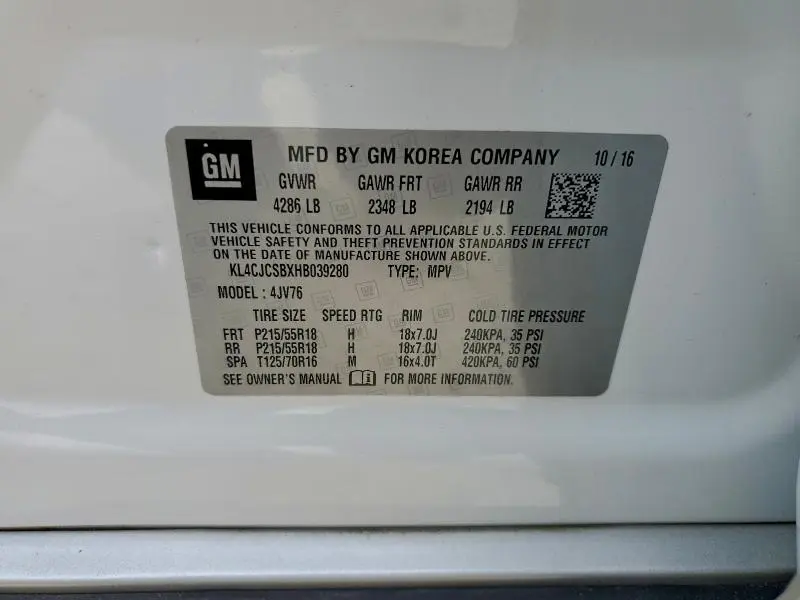 GM MFD BY GM KOREA COMPANY 10 / 16
GVWR GAWR FRT GAWR RR
4286 LB 2348 LB 2194 LB
THIS VEHICLE CONFORMS TO ALL APPLICABLE U.S. FEDERAL MOTOR
VEHICLE SAFETY AND THEFT PREVENTION STANDARDS IN EFFECT
ON THE DATE OF MANUFACTURE SHOWN ABOVE.
KL4CJCSBXHB039280 TYPE: MPV
MODEL : 4JV76
TIRE SIZE SPEED RTG RIM COLD TIRE PRESSURE
FRT P215/55R18 H 18x7.0J 240KPA, 35 PSI
RR P215/55R18 H 18x7.0J 240KPA, 35 PSI
SPA T125/70R16 M 16x4.0T 420KPA, 60 PSI
SEE OWNER'S MANUAL FOR MORE INFORMATION.